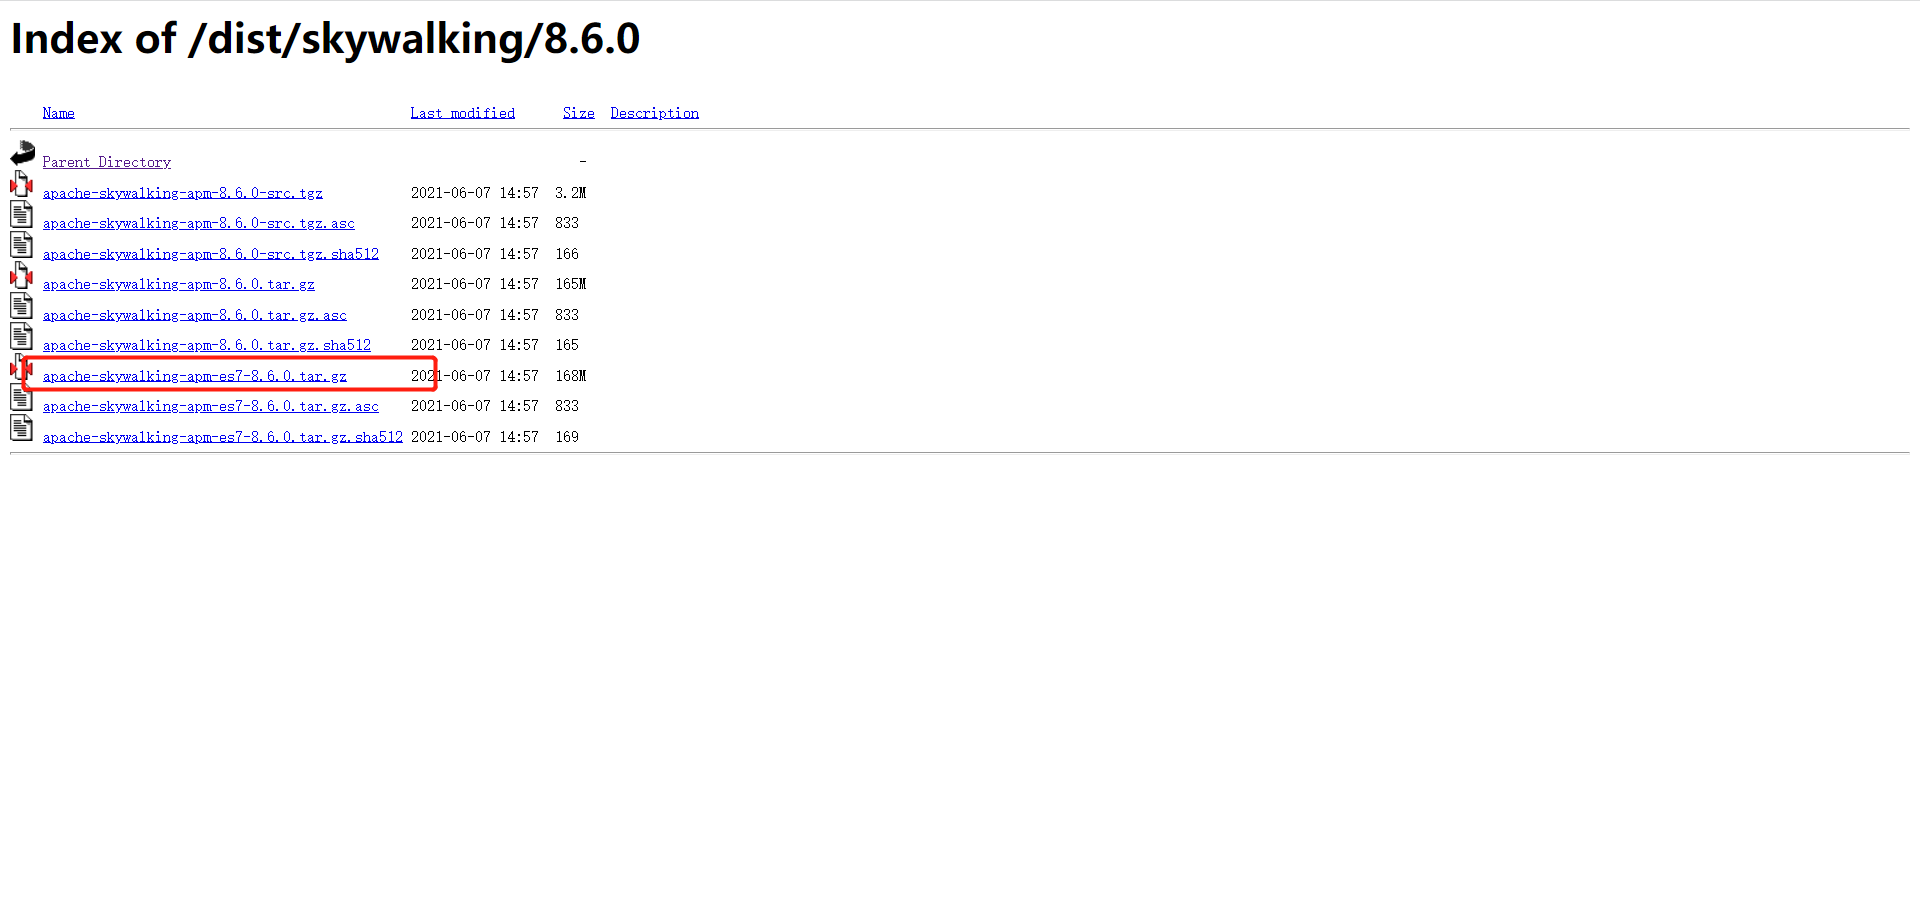 Index of /dist/skywalking/8.6.0
Name Last modified Size Description
Parent Directory -
apache-skywalking-apm-8.6.0-src.tgz 2021-06-07 14:57 3.2M
apache-skywalking-apm-8.6.0-src.tgz.asc 2021-06-07 14:57 833
apache-skywalking-apm-8.6.0-src.tgz.sha512 2021-06-07 14:57 166
apache-skywalking-apm-8.6.0.tar.gz 2021-06-07 14:57 165M
apache-skywalking-apm-8.6.0.tar.gz.asc 2021-06-07 14:57 833
apache-skywalking-apm-8.6.0.tar.gz.sha512 2021-06-07 14:57 165
apache-skywalking-apm-es7-8.6.0.tar.gz 2021-06-07 14:57 168M
apache-skywalking-apm-es7-8.6.0.tar.gz.asc 2021-06-07 14:57 833
apache-skywalking-apm-es7-8.6.0.tar.gz.sha512 2021-06-07 14:57 169